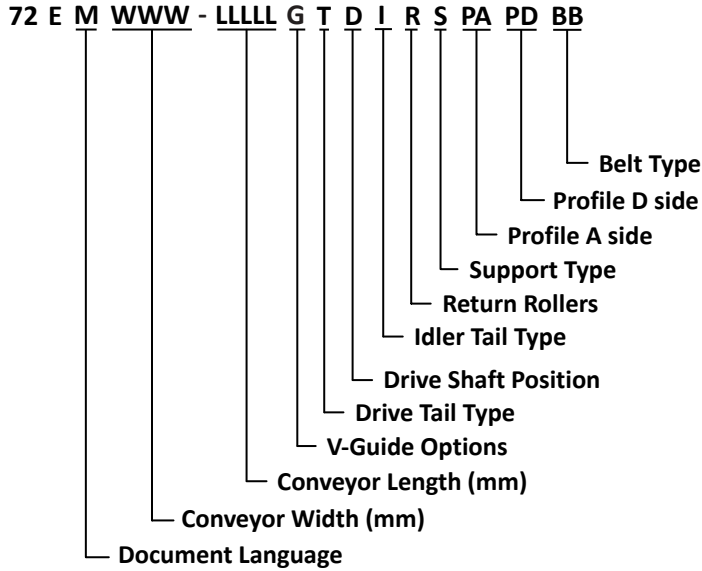 72 E M WWW - LLLLL G T D I R S PA PD BB
Belt Type
Profile D side
Profile A side
Support Type
Return Rollers
Idler Tail Type
Drive Shaft Position
Drive Tail Type
V-Guide Options
Conveyor Length (mm)
Conveyor Width (mm)
Document Language